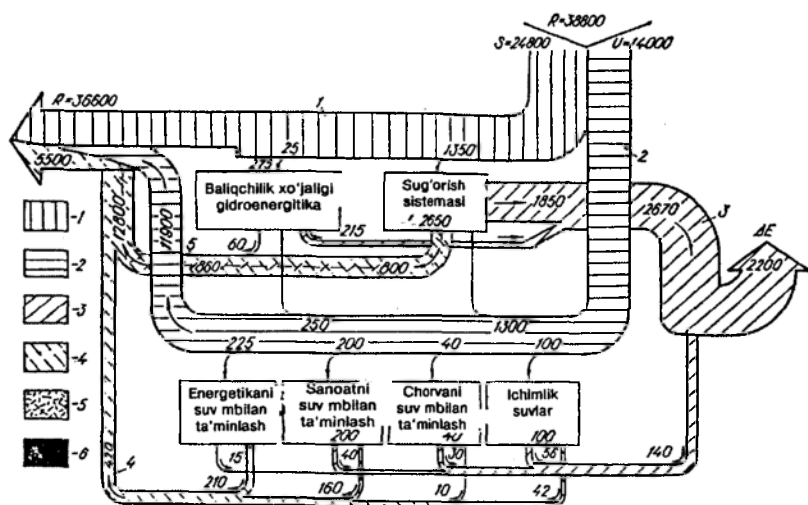 R=38800
S=24800
U=14000
R=36600
1
25
1350
2
5500
275
Baliqchilik xo'jaligi
gidroenergitika
Sug'orish
sistemasi
1850
2670
3
2650
ΔE
2200
12800
11900
215
5
60
860
800
1
2
3
4
5
6
250
1300
225
200
40
100
Energetikani
suv mbilan
ta'minlash
Sanoatni
suv mbilan
ta'minlash
Chorvani
suv mbilan
ta'minlash
Ichimlik
suvlar
200
40
100
15
40
30
140
4
210
160
10
42